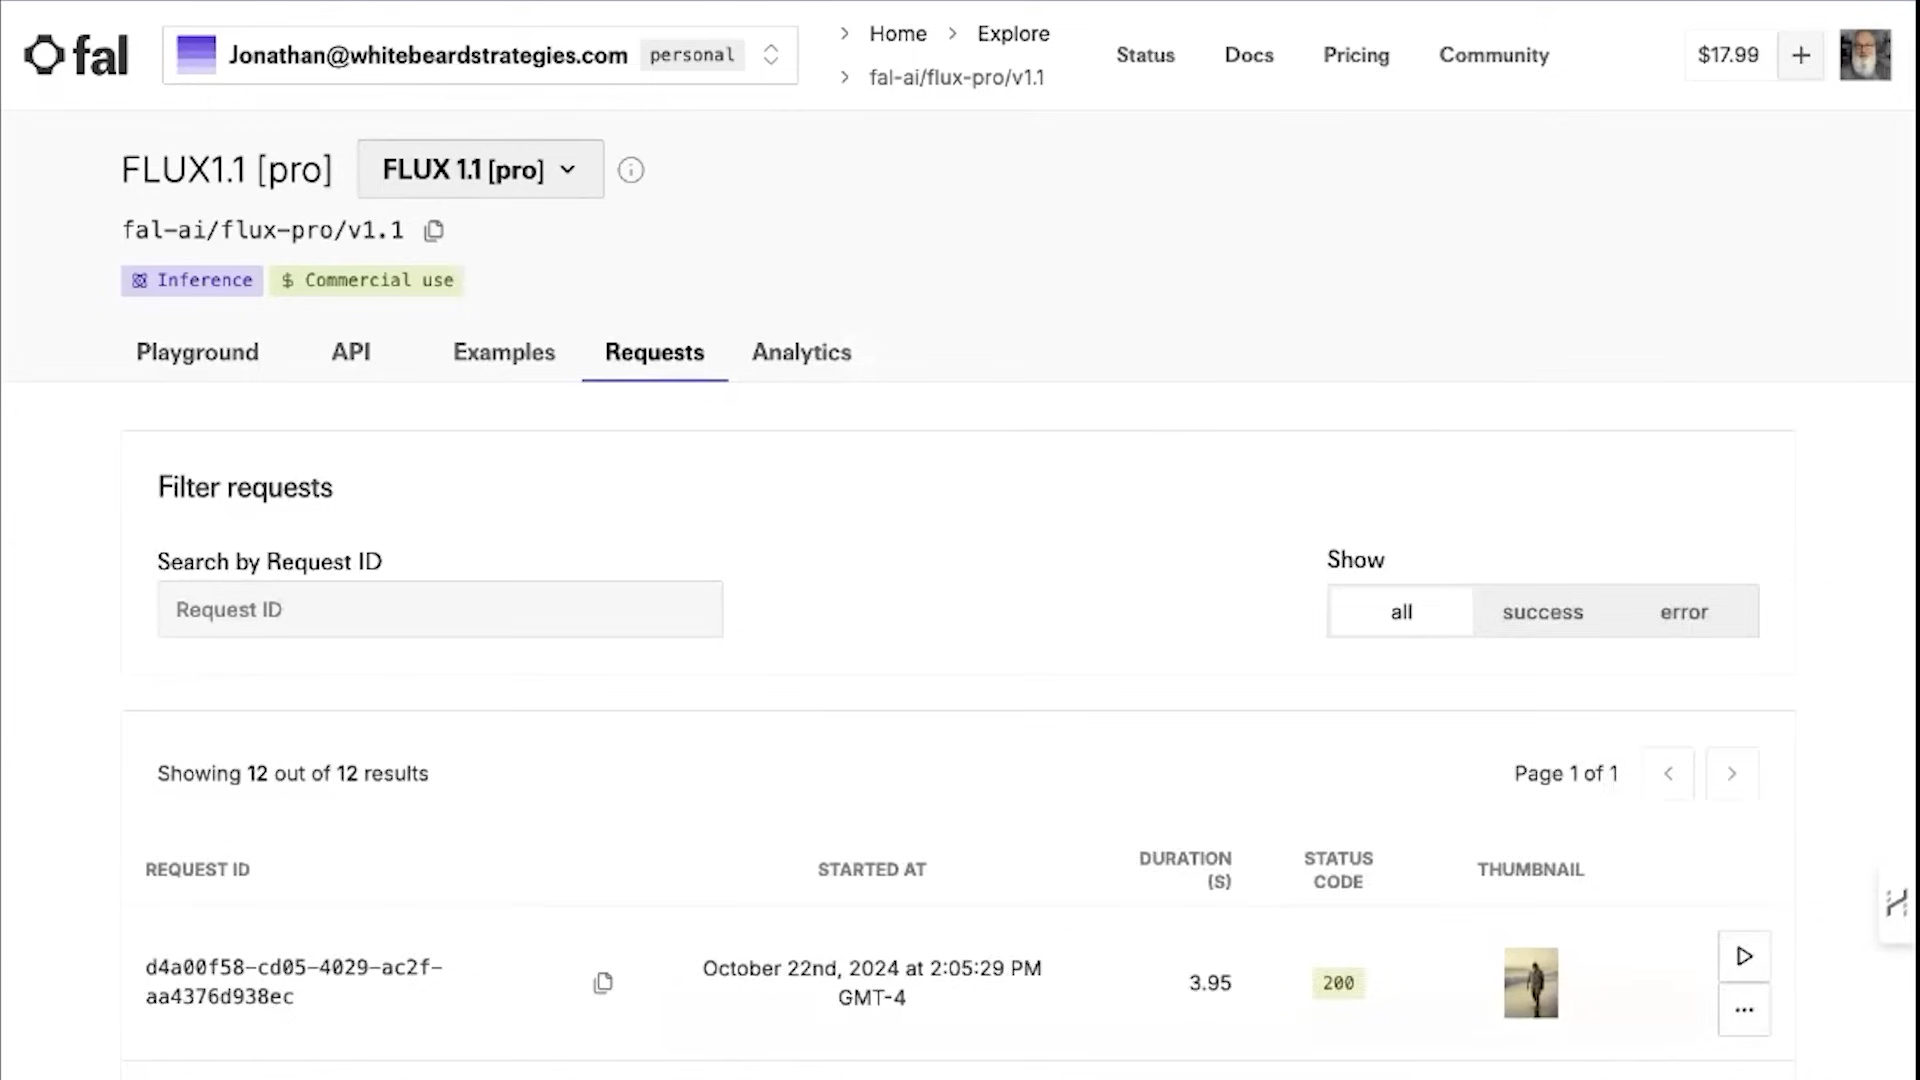 fal
Jonathan@whitebeardstrategies.com personal
Home Explore
fal-ai/flux-pro/v1.1
Status Docs Pricing Community
$17.99 +
FLUX1.1 [pro]
FLUX 1.1 [pro]
fal-ai/flux-pro/v1.1
Inference
$ Commercial use
Playground API Examples Requests Analytics
Filter requests
Search by Request ID
Request ID
Show
all success error
Showing 12 out of 12 results
Page 1 of 1
REQUEST ID
STARTED AT
DURATION
(S)
STATUS
CODE
THUMBNAIL
d4a00f58-cd05-4029-ac2f-
aa4376d938ec
October 22nd, 2024 at 2:05:29 PM
GMT-4
3.95
200